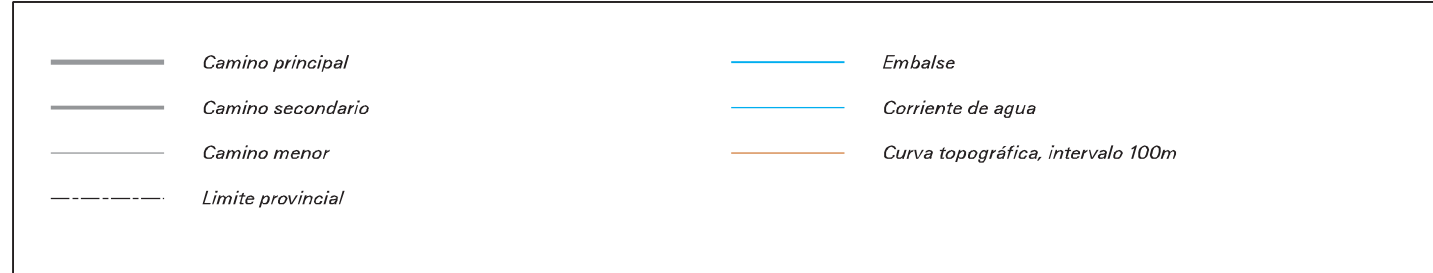 Camino principal
Camino secondario
Camino menor
Limite provincial
Embalse
Corriente de agua
Curva topográfica, intervalo 100m